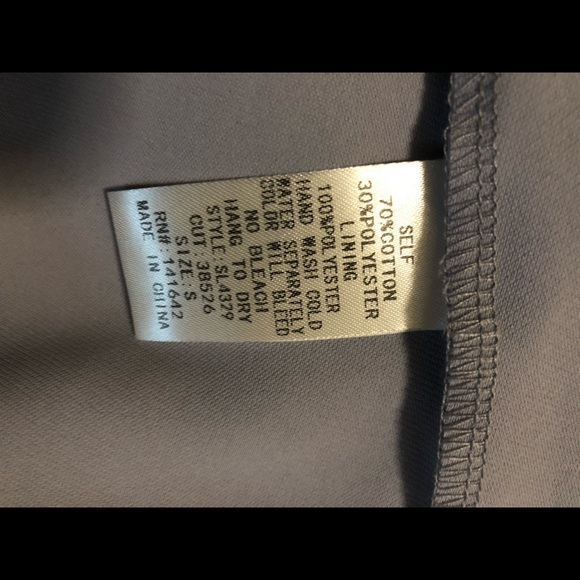 SELF
70%COTTON
30%POLYESTER
LINING
100%POLYESTER
HAND WASH COLD
WATER SEPARATELY
COLOR WILL BLEED
NO BLEACH
HANG TO DRY
STYLE:SL4379
CUT:38526
SIZE:S
RN#:141642
MADE IN CHINA